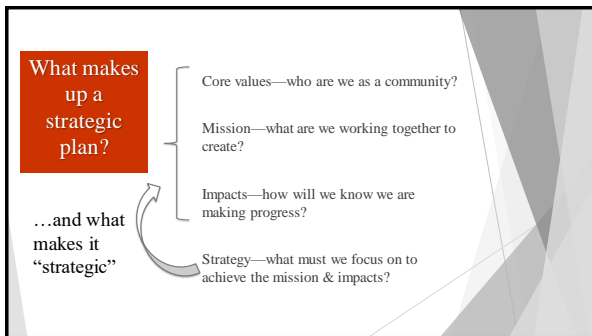 What makes
up a
strategic
plan?
Core values—who are we as a community?
Mission—what are we working together to
create?
Impacts—how will we know we are
making progress?
…and what
makes it
“strategic”
Strategy—what must we focus on to
achieve the mission & impacts?